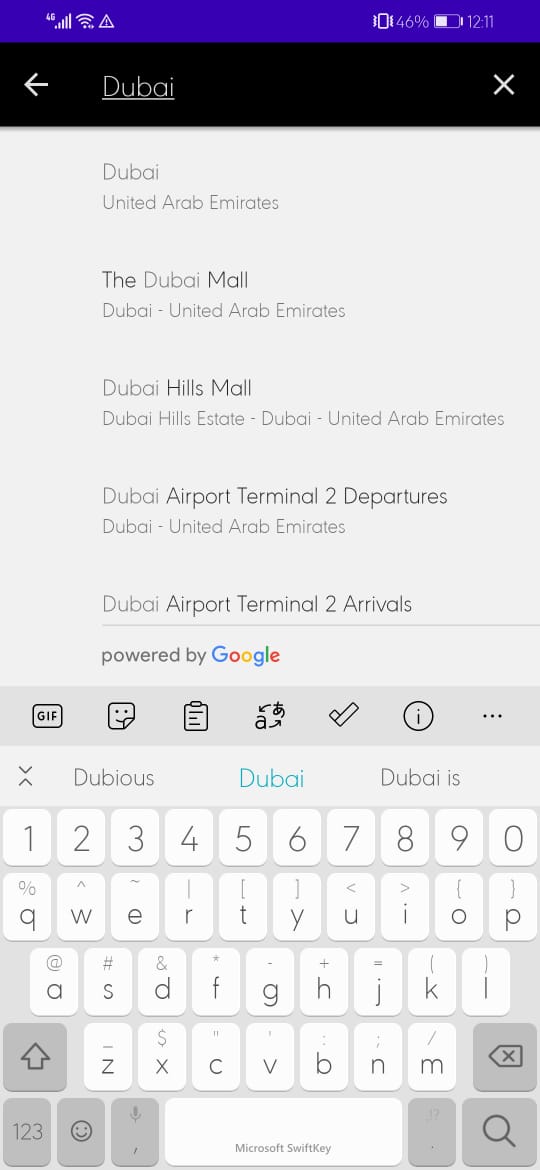 4G 46% 12:11
Dubai
Dubai
United Arab Emirates
The Dubai Mall
Dubai - United Arab Emirates
Dubai Hills Mall
Dubai Hills Estate - Dubai - United Arab Emirates
Dubai Airport Terminal 2 Departures
Dubai - United Arab Emirates
Dubai Airport Terminal 2 Arrivals
powered by Google
GIF aあ
Dubious Dubai Dubai is
1 2 3 4 5 6 7 8 9 0
% ^ ~ | [ ] < > { }
q w e r t y u i o p
@ # & * - + = ( )
a s d f g h j k l
_ $ " ' : ; /
z x c v b n m
,!?
123 , .
Microsoft SwiftKey